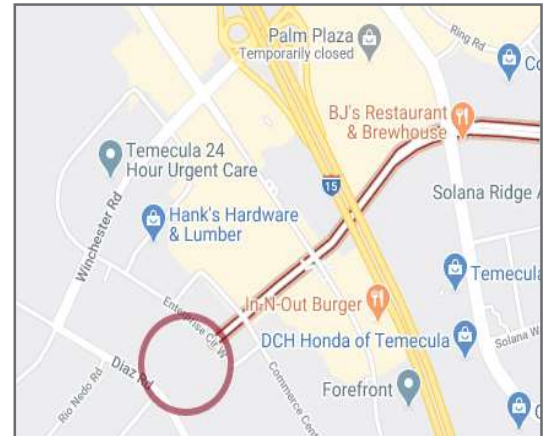 Palm Plaza
Temporarily closed
Ring Rd
Co
BJ's Restaurant
& Brewhouse
Temecula 24
Hour Urgent Care
15
Solana Ridge A
Winchester Rd
Hank's Hardware
& Lumber
Temecula
In-N-Out Burger
Enterprise Cir W
DCH Honda of Temecula
Solana W
Diaz Rd
Rio Nedo Rd
Commerce Cent
Forefront
C